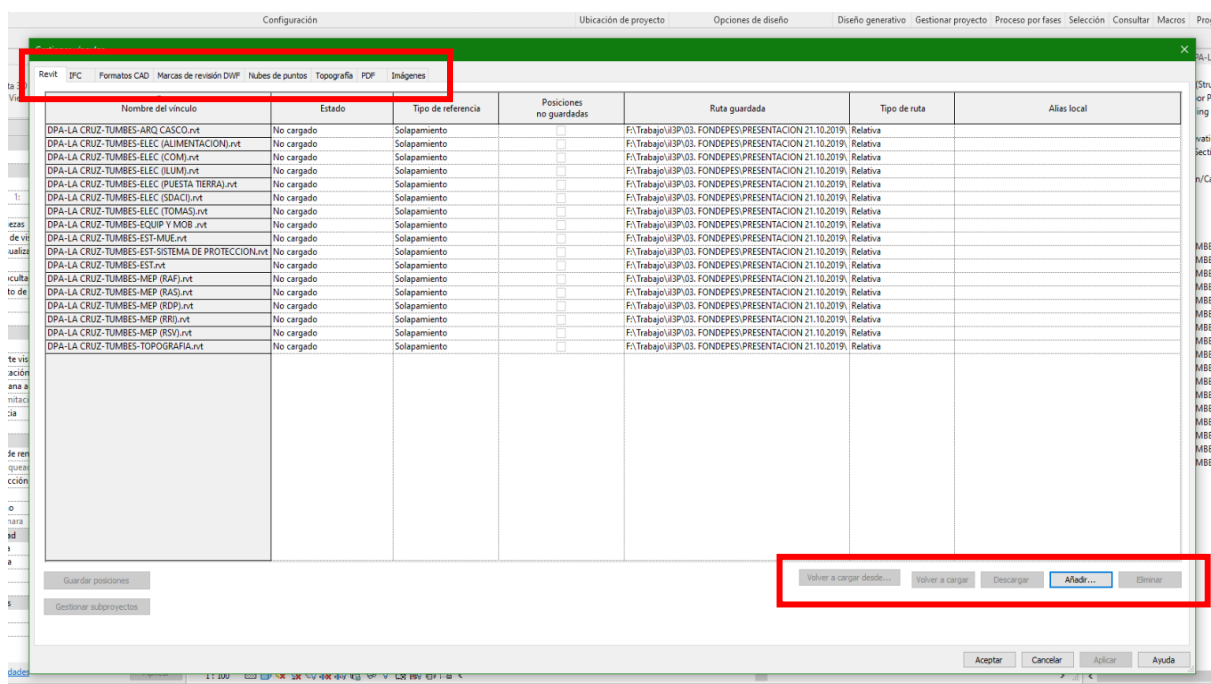 Configuración Ubicación de proyecto Opciones de diseño Diseño generativo Gestionar proyecto Proceso por fases Selección Consultar Macros
Revit IFC Formatos CAD Marcas de revisión DWF Nubes de puntos Topografía PDF Imágenes
Nombre del vínculo Estado Tipo de referencia Posiciones no guardadas Ruta guardada Tipo de ruta Alias local
DPA-LA CRUZ-TUMBES-ARQ CASCO.rvt No cargado Solapamiento F:\Trabajo\iI3P\03. FONDEPES\PRESENTACION 21.10.2019\ Relativa
DPA-LA CRUZ-TUMBES-ELEC (ALIMENTACION).rvt No cargado Solapamiento F:\Trabajo\iI3P\03. FONDEPES\PRESENTACION 21.10.2019\ Relativa
DPA-LA CRUZ-TUMBES-ELEC (COM).rvt No cargado Solapamiento F:\Trabajo\iI3P\03. FONDEPES\PRESENTACION 21.10.2019\ Relativa
DPA-LA CRUZ-TUMBES-ELEC (ILUM).rvt No cargado Solapamiento F:\Trabajo\iI3P\03. FONDEPES\PRESENTACION 21.10.2019\ Relativa
DPA-LA CRUZ-TUMBES-ELEC (PUESTA TIERRA).rvt No cargado Solapamiento F:\Trabajo\iI3P\03. FONDEPES\PRESENTACION 21.10.2019\ Relativa
DPA-LA CRUZ-TUMBES-ELEC (SDACI).rvt No cargado Solapamiento F:\Trabajo\iI3P\03. FONDEPES\PRESENTACION 21.10.2019\ Relativa
DPA-LA CRUZ-TUMBES-ELEC (TOMAS).rvt No cargado Solapamiento F:\Trabajo\iI3P\03. FONDEPES\PRESENTACION 21.10.2019\ Relativa
DPA-LA CRUZ-TUMBES-EQUIP Y MOB .rvt No cargado Solapamiento F:\Trabajo\iI3P\03. FONDEPES\PRESENTACION 21.10.2019\ Relativa
DPA-LA CRUZ-TUMBES-EST-MUE.rvt No cargado Solapamiento F:\Trabajo\iI3P\03. FONDEPES\PRESENTACION 21.10.2019\ Relativa
DPA-LA CRUZ-TUMBES-EST-SISTEMA DE PROTECCION.rvt No cargado Solapamiento F:\Trabajo\iI3P\03. FONDEPES\PRESENTACION 21.10.2019\ Relativa
DPA-LA CRUZ-TUMBES-EST.rvt No cargado Solapamiento F:\Trabajo\iI3P\03. FONDEPES\PRESENTACION 21.10.2019\ Relativa
DPA-LA CRUZ-TUMBES-MEP (RAF).rvt No cargado Solapamiento F:\Trabajo\iI3P\03. FONDEPES\PRESENTACION 21.10.2019\ Relativa
DPA-LA CRUZ-TUMBES-MEP (RAS).rvt No cargado Solapamiento F:\Trabajo\iI3P\03. FONDEPES\PRESENTACION 21.10.2019\ Relativa
DPA-LA CRUZ-TUMBES-MEP (RDP).rvt No cargado Solapamiento F:\Trabajo\iI3P\03. FONDEPES\PRESENTACION 21.10.2019\ Relativa
DPA-LA CRUZ-TUMBES-MEP (RRI).rvt No cargado Solapamiento F:\Trabajo\iI3P\03. FONDEPES\PRESENTACION 21.10.2019\ Relativa
DPA-LA CRUZ-TUMBES-MEP (RSV).rvt No cargado Solapamiento F:\Trabajo\iI3P\03. FONDEPES\PRESENTACION 21.10.2019\ Relativa
DPA-LA CRUZ-TUMBES-TOPOGRAFIA.rvt No cargado Solapamiento F:\Trabajo\iI3P\03. FONDEPES\PRESENTACION 21.10.2019\ Relativa
Guardar posiciones Volver a cargar desde... Volver a cargar Descargar Añadir... Eliminar
Gestionar subproyectos
Aceptar Cancelar Aplicar Ayuda
1 : 100